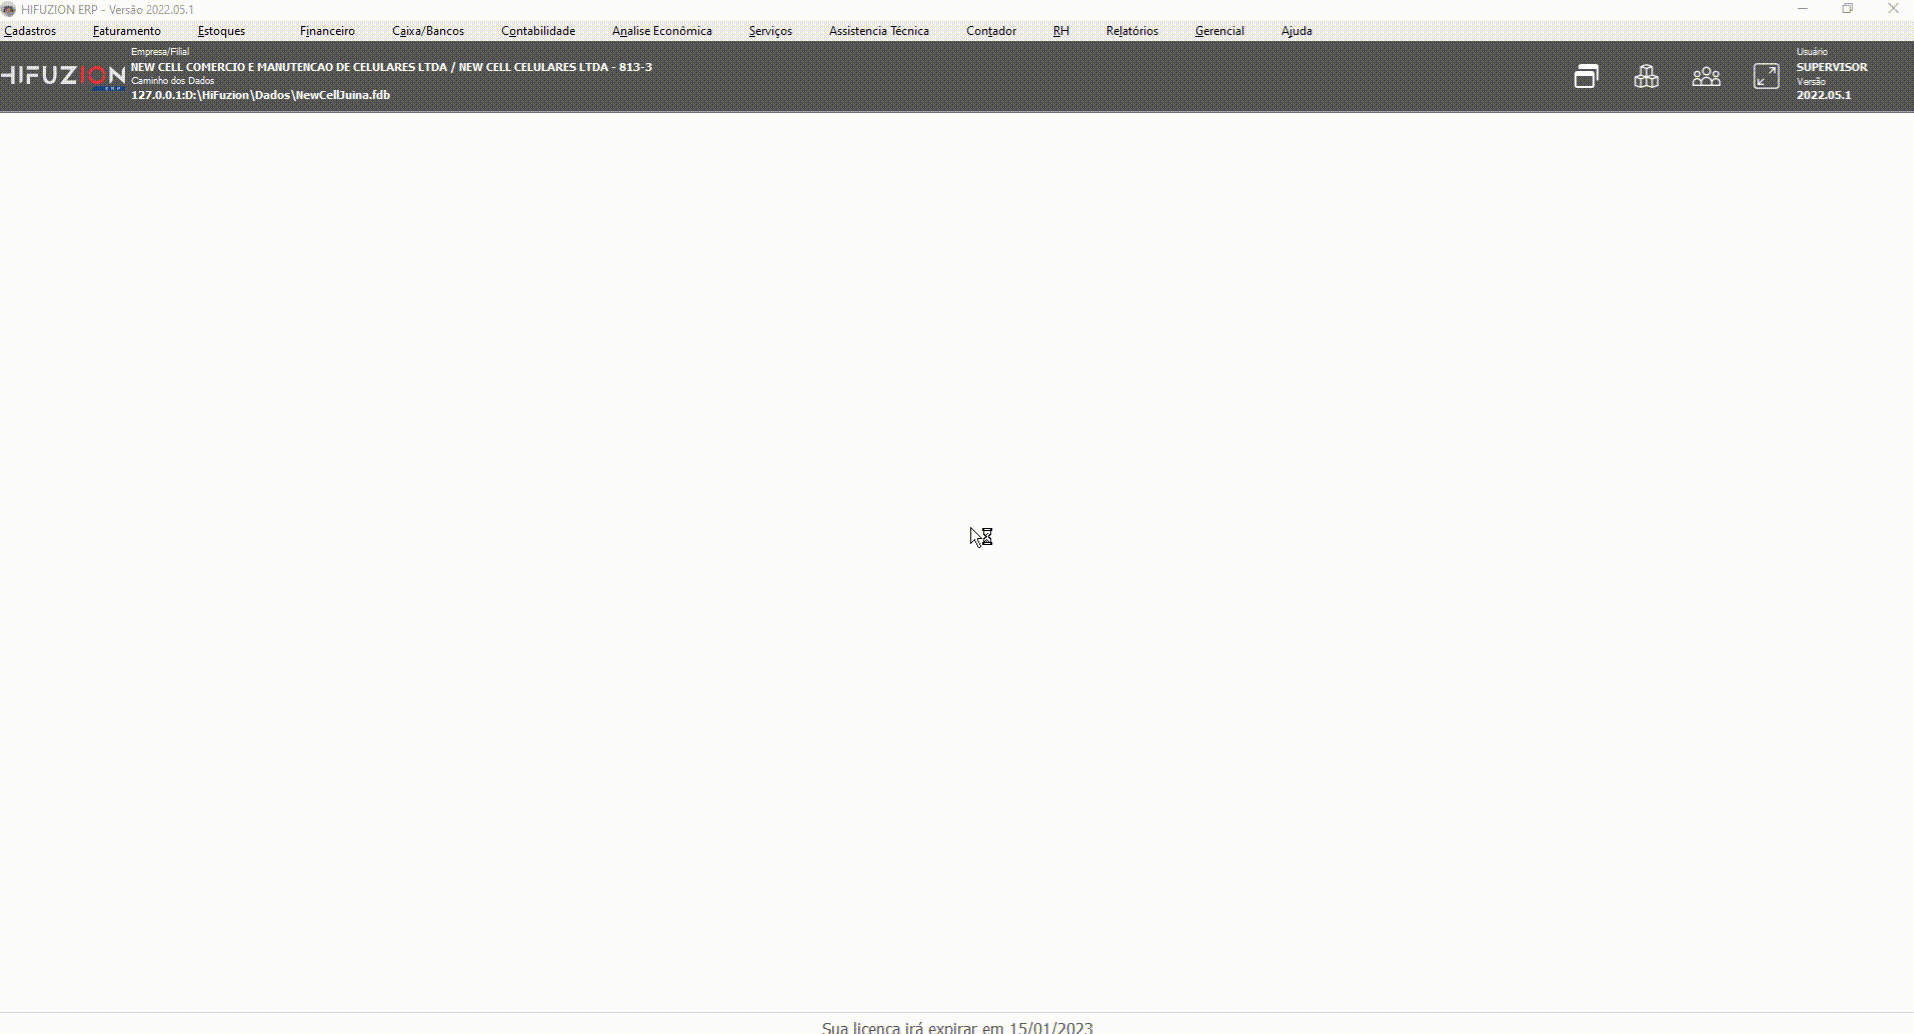 HIFUZION ERP - Versão 2022.05.1
Cadastros Faturamento Estoques Financeiro Caixa/Bancos Contabilidade Analise Econômica Serviços Assistencia Técnica Contador RH Relatórios Gerencial Ajuda
HIFUZION
ERP
Empresa/Filial
NEW CELL COMERCIO E MANUTENCAO DE CELULARES LTDA / NEW CELL CELULARES LTDA - 813-3
Caminho dos Dados
127.0.0.1:D:\HiFuzion\Dados\NewCellJuina.fdb
Usuário
SUPERVISOR
Versão
2022.05.1
Sua licença irá expirar em 15/01/2023